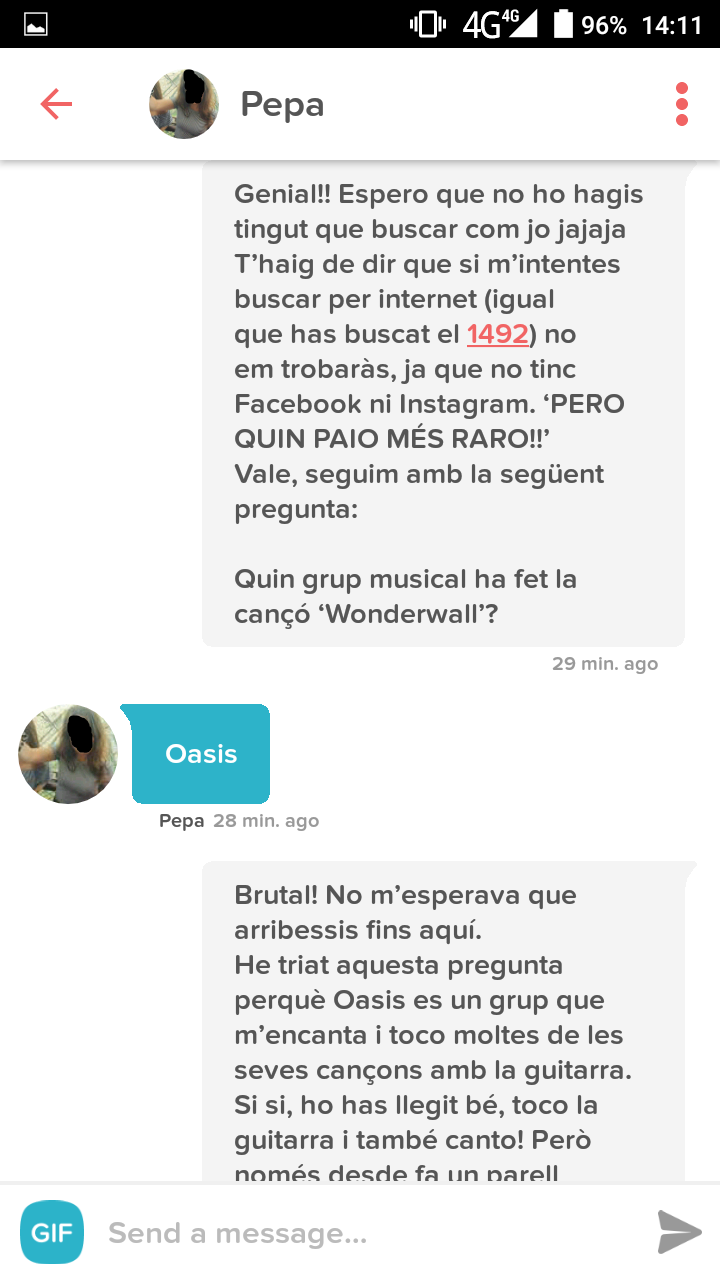 4G 4G 96% 14:11
Pepa
Genial!! Espero que no ho hagis
tingut que buscar com jo jajaja
T’haig de dir que si m’intentes
buscar per internet (igual
que has buscat el 1492) no
em trobaràs, ja que no tinc
Facebook ni Instagram. ‘PERO
QUIN PAIO MÉS RARO!!’
Vale, seguim amb la següent
pregunta:
Quin grup musical ha fet la
cançó ‘Wonderwall’?
29 min. ago
Oasis
Pepa 28 min. ago
Brutal! No m’esperava que
arribessis fins aquí.
He triat aquesta pregunta
perquè Oasis es un grup que
m’encanta i toco moltes de les
seves cançons amb la guitarra.
Si si, ho has llegit bé, toco la
guitarra i també canto! Però
només desde fa un parell
GIF Send a message...